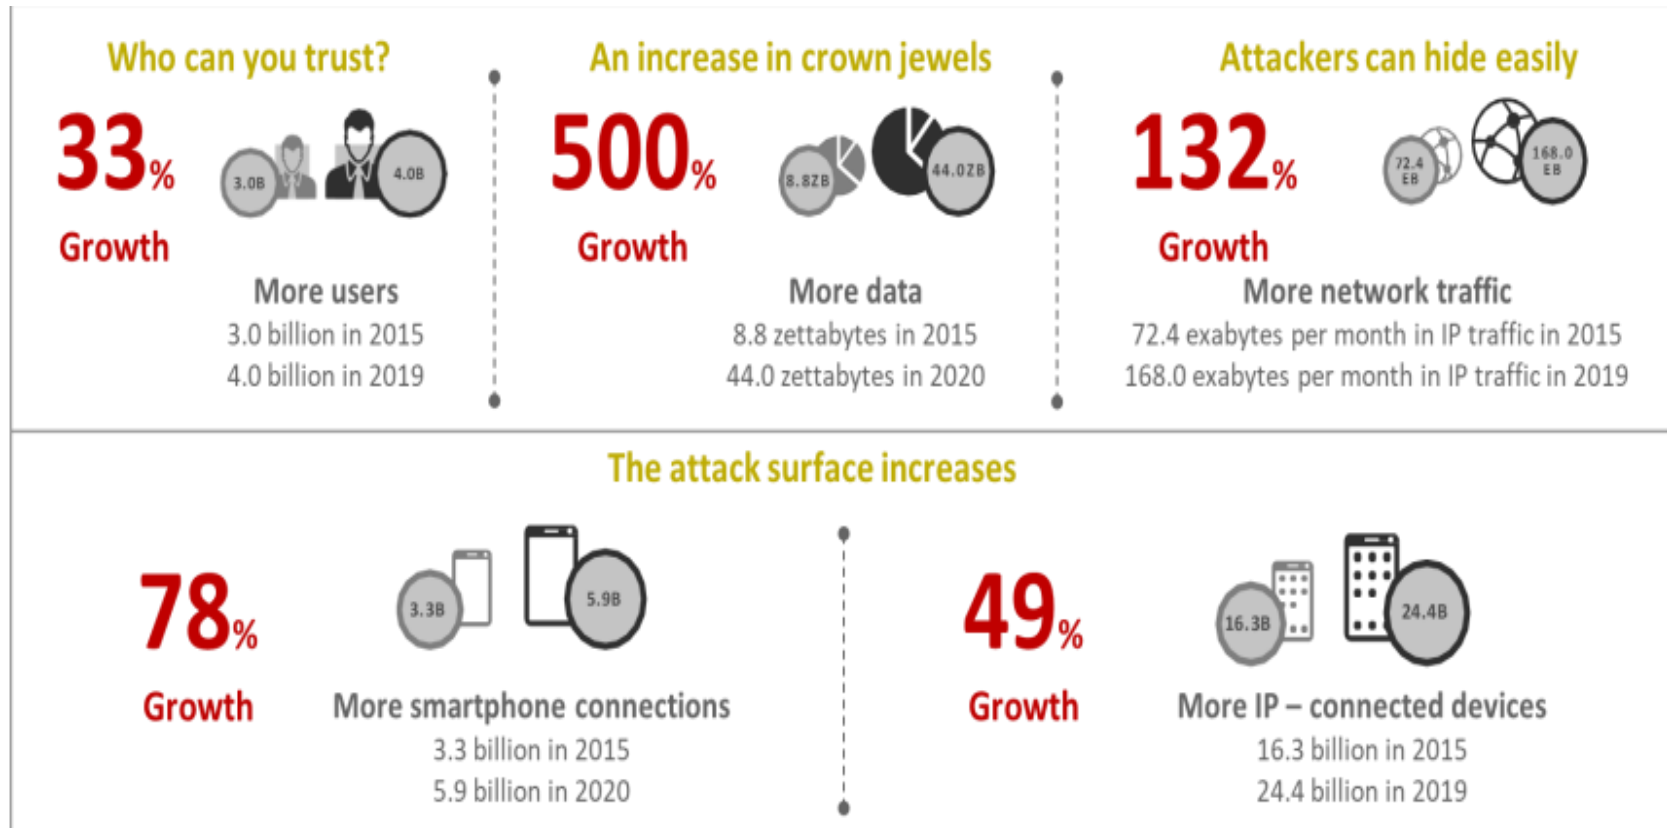 Who can you trust?
33%
Growth
3.0B
4.0B
More users
3.0 billion in 2015
4.0 billion in 2019
An increase in crown jewels
500%
Growth
8.8ZB
44.0ZB
More data
8.8 zettabytes in 2015
44.0 zettabytes in 2020
Attackers can hide easily
132%
Growth
72.4
EB
168.0
EB
More network traffic
72.4 exabytes per month in IP traffic in 2015
168.0 exabytes per month in IP traffic in 2019
The attack surface increases
78%
Growth
3.3B
5.9B
More smartphone connections
3.3 billion in 2015
5.9 billion in 2020
49%
Growth
16.3B
24.4B
More IP – connected devices
16.3 billion in 2015
24.4 billion in 2019